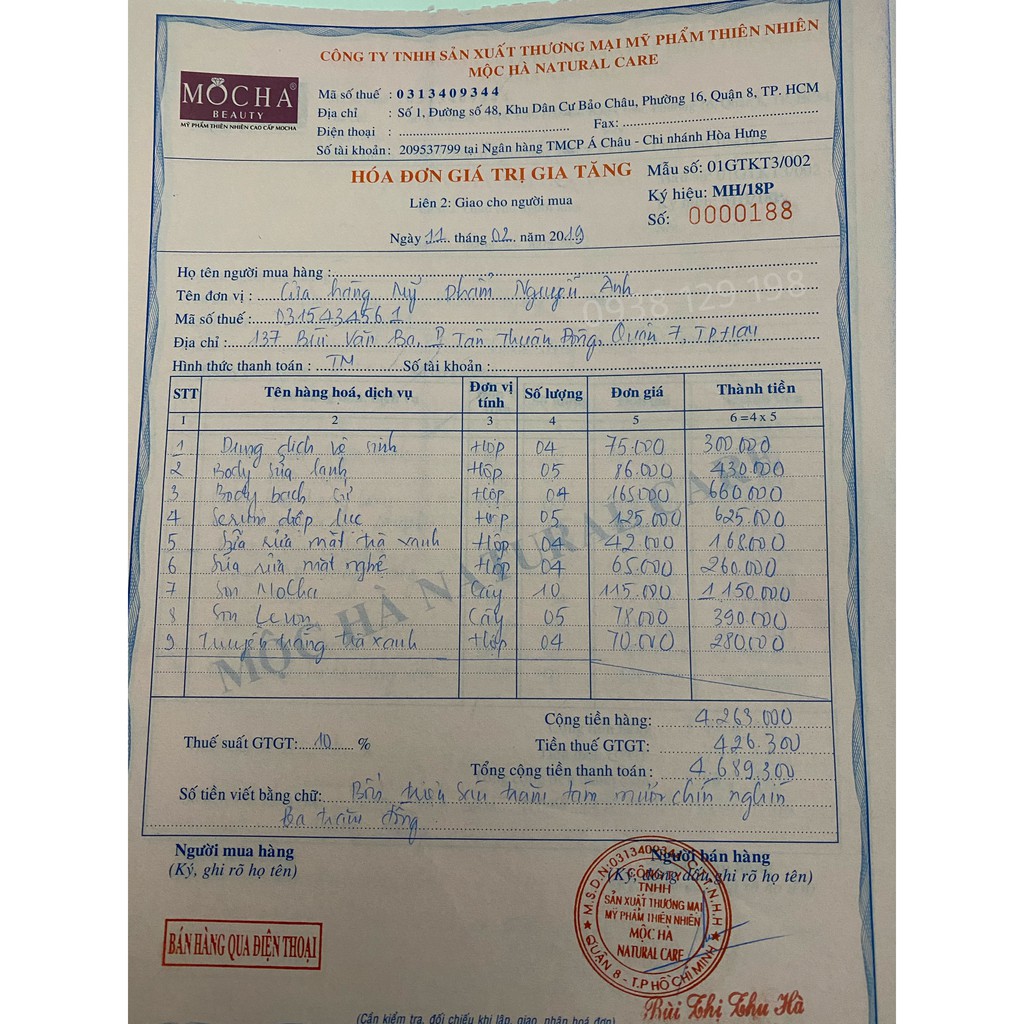 CÔNG TY TNHH SẢN XUẤT THƯƠNG MẠI MỸ PHẨM THIÊN NHIÊN
MỘC HÀ NATURAL CARE
MOCHA ®
BEAUTY
MỸ PHẨM THIÊN NHIÊN CAO CẤP MOCHA
Mã số thuế : 0313409344
Địa chỉ : Số 1, Đường số 48, Khu Dân Cư Bảo Châu, Phường 16, Quận 8, TP. HCM
Điện thoại : Fax:
Số tài khoản: 209537799 tại Ngân hàng TMCP Á Châu - Chi nhánh Hòa Hưng
HÓA ĐƠN GIÁ TRỊ GIA TĂNG
Mẫu số: 01GTKT3/002
Liên 2: Giao cho người mua
Ký hiệu: MH/18P
Số: 0000188
Ngày 11 tháng 02 năm 2019
Họ tên người mua hàng :
Tên đơn vị : Cửa hàng Mỹ Phẩm Nguyễn Anh
0938 129 198
Mã số thuế : 0315434561
Địa chỉ : 137 Bùi Văn Ba, P Tân Thuận Đông, Quận 7, TPHCM
Hình thức thanh toán : TM Số tài khoản :
STT Tên hàng hoá, dịch vụ Đơn vị tính Số lượng Đơn giá Thành tiền
1 2 3 4 5 6 = 4 x 5
1 Dung dịch vệ sinh Hộp 04 75.000 300.000
2 Body sủa lạnh Hộp 05 86.000 430.000
3 Body bạch Hộp 04 165.000 660.000
4 Serum diệp lục Hộp 05 125.000 625.000
5 Sữa rửa mặt trà xanh Hộp 04 42.000 168.000
6 Sữa rửa mặt nghệ Hộp 04 65.000 260.000
7 Son Mocha Cây 10 115.000 1.150.000
8 Son Cây 05 78.000 390.000
9 trắng trà xanh Hộp 04 70.000 280.000
MỘC HÀ NATURAL CARE
Cộng tiền hàng: 4.263.000
Thuế suất GTGT: 10 % Tiền thuế GTGT: 426.300
Tổng cộng tiền thanh toán : 4.689.300
Số tiền viết bằng chữ: Bốn triệu sáu trăm tám mươi chín nghìn
Ba trăm đồng
Người mua hàng Người bán hàng
(Ký, ghi rõ họ tên) (Ký, đóng dấu, ghi rõ họ tên)
M.S.D.N:0313409344-C.T.T.N.H.H
CÔNG TY
TNHH
SẢN XUẤT THƯƠNG MẠI
MỸ PHẨM THIÊN NHIÊN
MỘC HÀ
NATURAL CARE
QUẬN 8 - T.P HỒ CHÍ MINH
BÁN HÀNG QUA ĐIỆN THOẠI
Bùi Thị Thu Hà
(Cần kiểm tra, đối chiếu khi lập, giao, nhận hoá đơn)